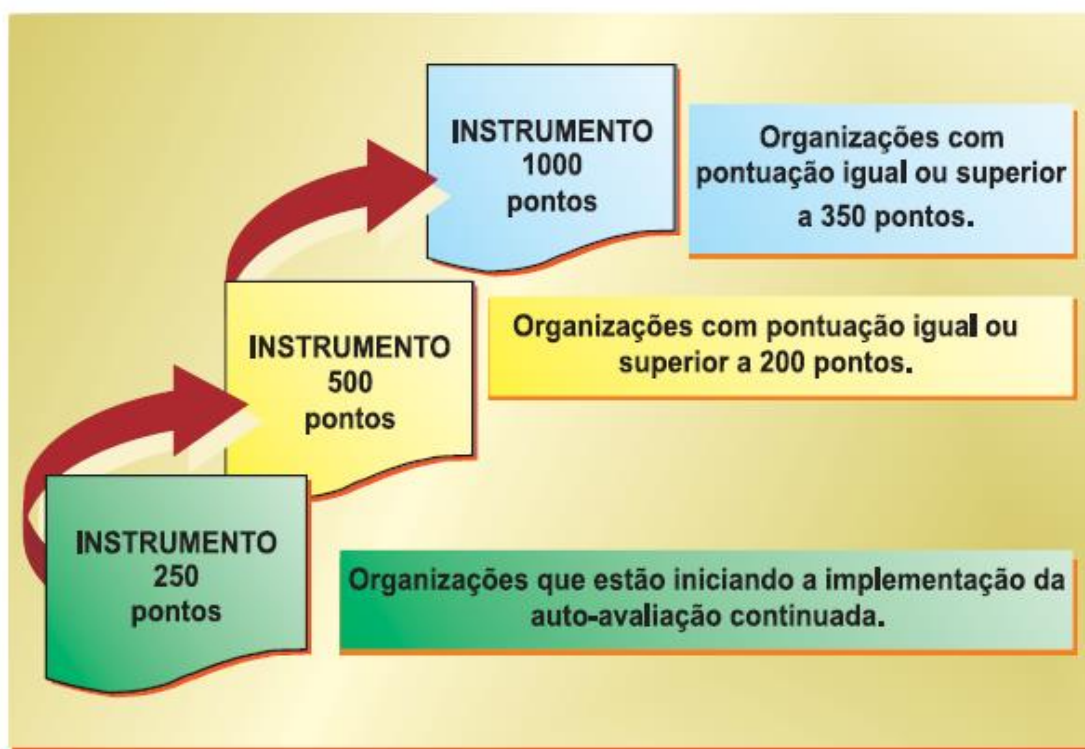 INSTRUMENTO
1000
pontos
Organizações com
pontuação igual ou superior
a 350 pontos.
INSTRUMENTO
500
pontos
Organizações com pontuação igual ou
superior a 200 pontos.
INSTRUMENTO
250
pontos
Organizações que estão iniciando a implementação da
auto-avaliação continuada.